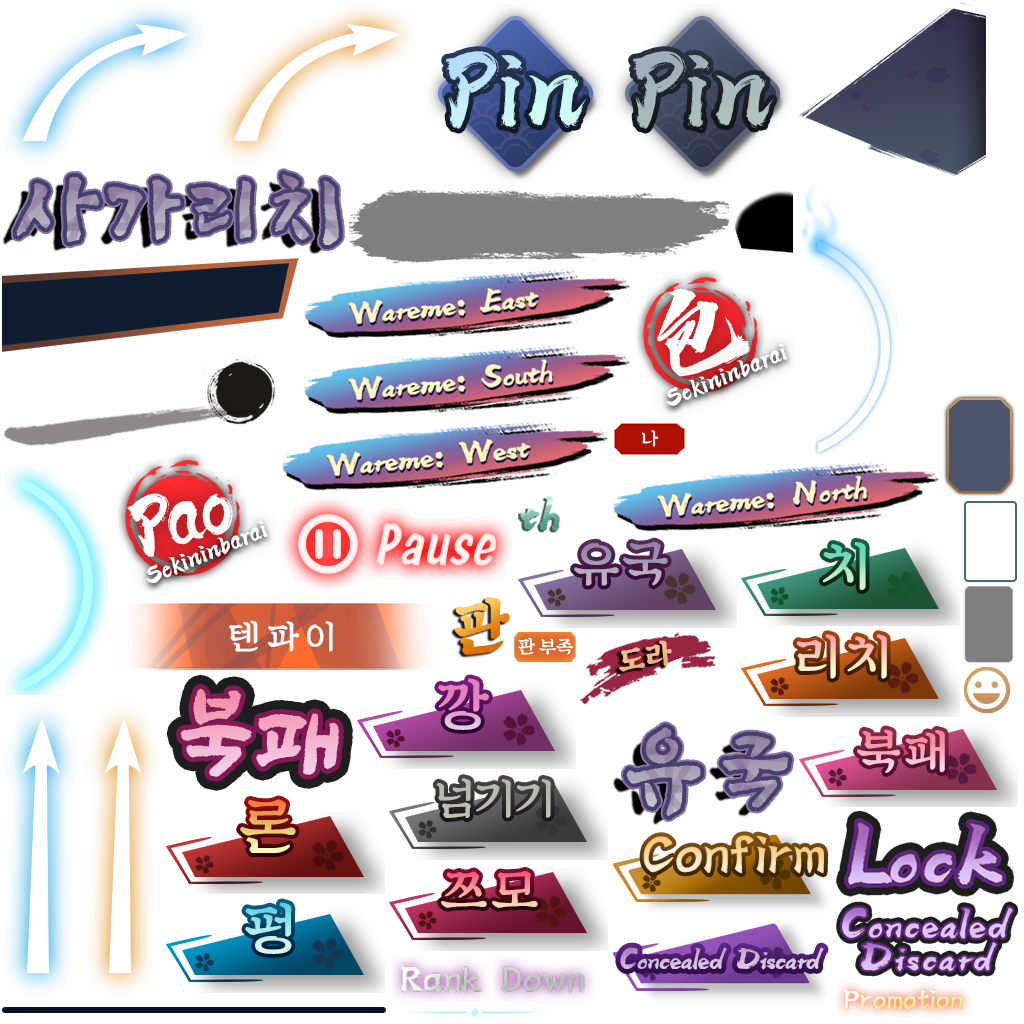 Pin
Pin
사가리치
Wareme: East
包
Sekininbarai
Wareme: South
나
Wareme: West
Wareme: North
Pao
Sekininbarai
Pause
th
유국
치
텐파이
판
판 부족
도라
리치
북패
깡
유국
북패
론
넘기기
Confirm
Lock
쯔모
펑
Concealed Discard
Concealed
Discard
Rank Down
Promotion